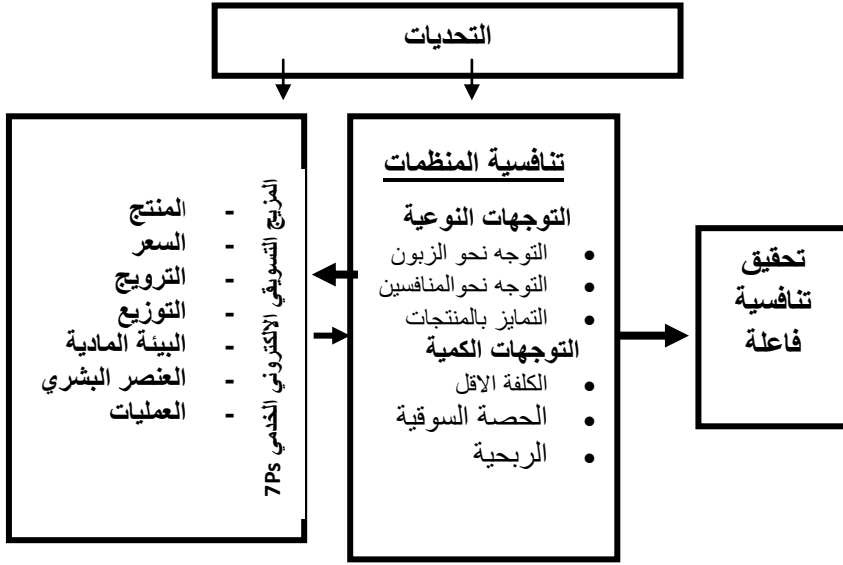 التحديات
المزيج التسويقي الالكتروني الخدمي 7Ps
- المنتج
- السعر
- الترويج
- التوزيع
- البيئة المادية
- العنصر البشري
- العمليات
تنافسية المنظمات
التوجهات النوعية
• التوجه نحو الزبون
• التوجه نحوالمنافسين
• التمايز بالمنتجات
التوجهات الكمية
• الكلفة الاقل
• الحصة السوقية
• الربحية
تحقيق
تنافسية
فاعلة